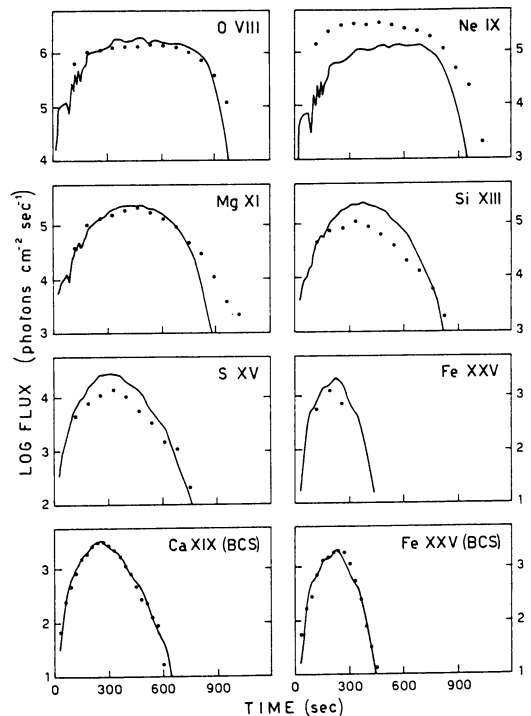 O VIII
Ne IX
6
5
4
5
4
3
Mg XI
Si XIII
5
4
3
5
4
3
S XV
Fe XXV
4
3
2
3
2
1
Ca XIX (BCS)
Fe XXV (BCS)
3
2
1
3
2
1
0 300 600 900
0 300 600 900
LOG FLUX
(photons cm⁻² sec⁻¹)
TIME (sec)